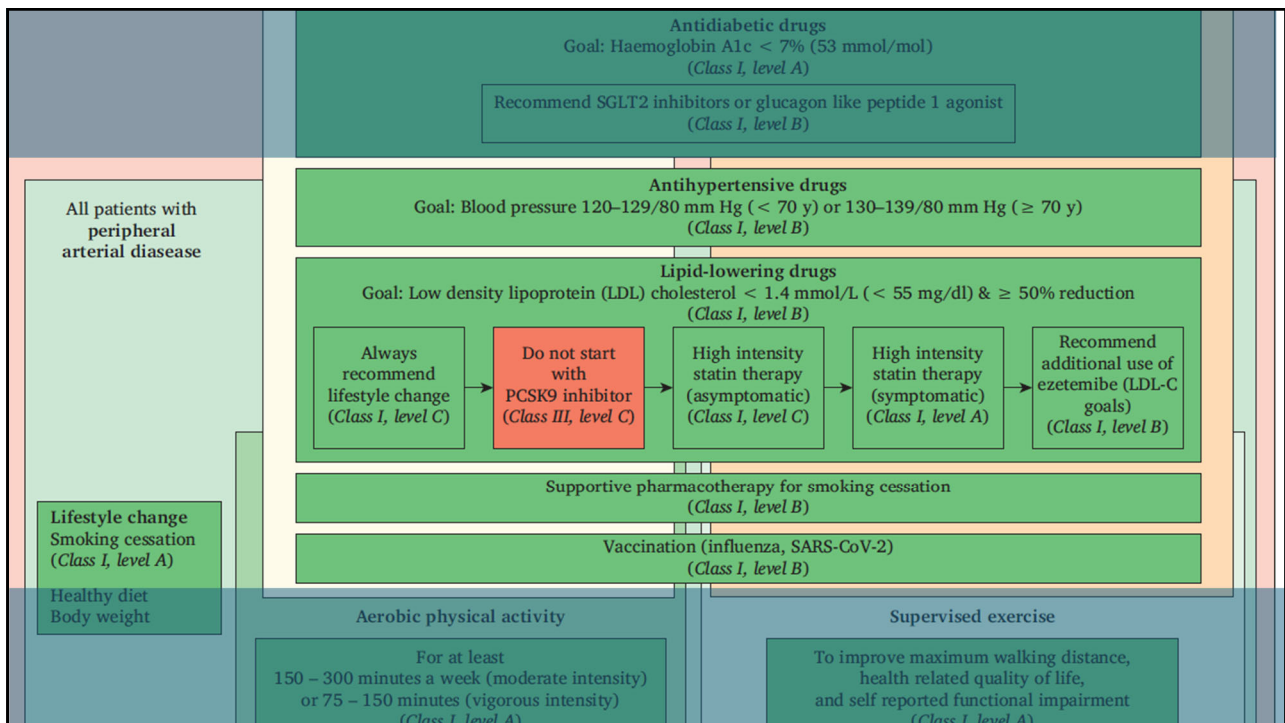 Antidiabetic drugs
Goal: Haemoglobin A1c < 7% (53 mmol/mol)
(Class I, level A)
Recommend SGLT2 inhibitors or glucagon like peptide 1 agonist
(Class I, level B)
All patients with
peripheral
arterial diasease
Antihypertensive drugs
Goal: Blood pressure 120–129/80 mm Hg (< 70 y) or 130–139/80 mm Hg (≥ 70 y)
(Class I, level B)
Lipid-lowering drugs
Goal: Low density lipoprotein (LDL) cholesterol < 1.4 mmol/L (< 55 mg/dl) & ≥ 50% reduction
(Class I, level B)
Always
recommend
lifestyle change
(Class I, level C)
Do not start
with
PCSK9 inhibitor
(Class III, level C)
High intensity
statin therapy
(asymptomatic)
(Class I, level C)
High intensity
statin therapy
(symptomatic)
(Class I, level A)
Recommend
additional use of
ezetemibe (LDL-C
goals)
(Class I, level B)
Supportive pharmacotherapy for smoking cessation
(Class I, level B)
Vaccination (influenza, SARS-CoV-2)
(Class I, level B)
Lifestyle change
Smoking cessation
(Class I, level A)
Healthy diet
Body weight
Aerobic physical activity
For at least
150 – 300 minutes a week (moderate intensity)
or 75 – 150 minutes (vigorous intensity)
(Class I, level A)
Supervised exercise
To improve maximum walking distance,
health related quality of life,
and self reported functional impairment
(Class I, level A)